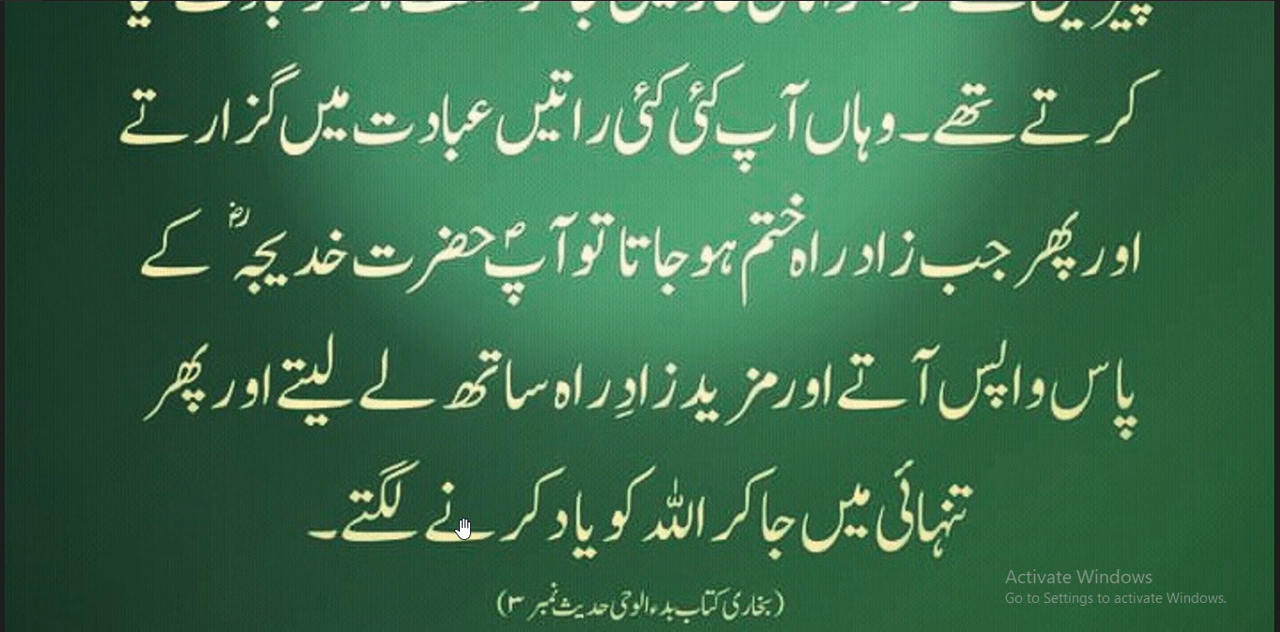 کرتے تھے۔ وہاں آپ کئی کئی راتیں عبادت میں گزارتے
اور پھر جب زاد راہ ختم ہو جاتا تو آپؐ حضرت خدیجہؓ کے
پاس واپس آتے اور مزید زادِ راہ ساتھ لے لیتے اور پھر
تنہائی میں جا کر اللہ کو یاد کرنے لگتے۔
(بخاری کتاب بدء الوحی حدیث نمبر ۳)
Activate Windows
Go to Settings to activate Windows.